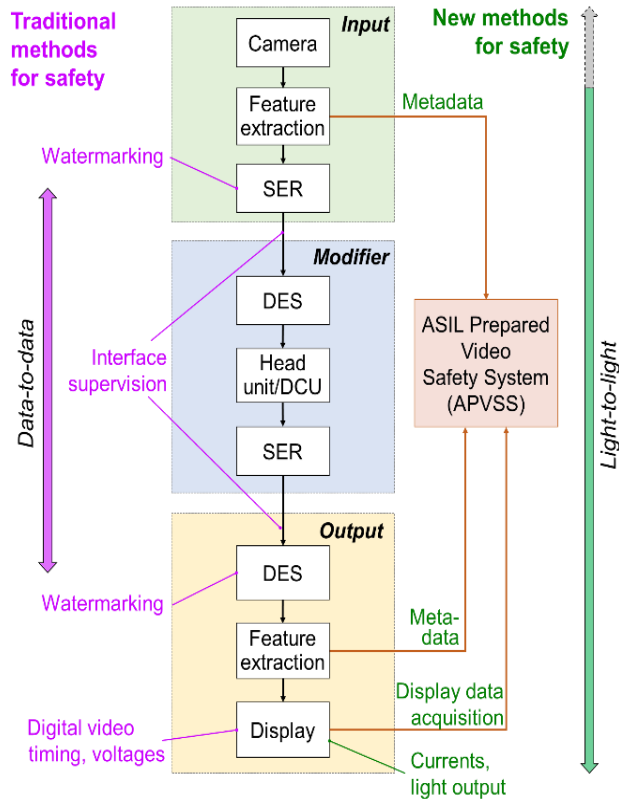 Traditional
methods
for safety
Input
New methods
for safety
Camera
Feature
extraction
Metadata
Watermarking
SER
Modifier
DES
Interface
supervision
Head
unit/DCU
SER
ASIL Prepared
Video
Safety System
(APVSS)
Data-to-data
Light-to-light
Output
DES
Watermarking
Feature
extraction
Meta-
data
Display data
acquisition
Digital video
timing, voltages
Display
Currents,
light output